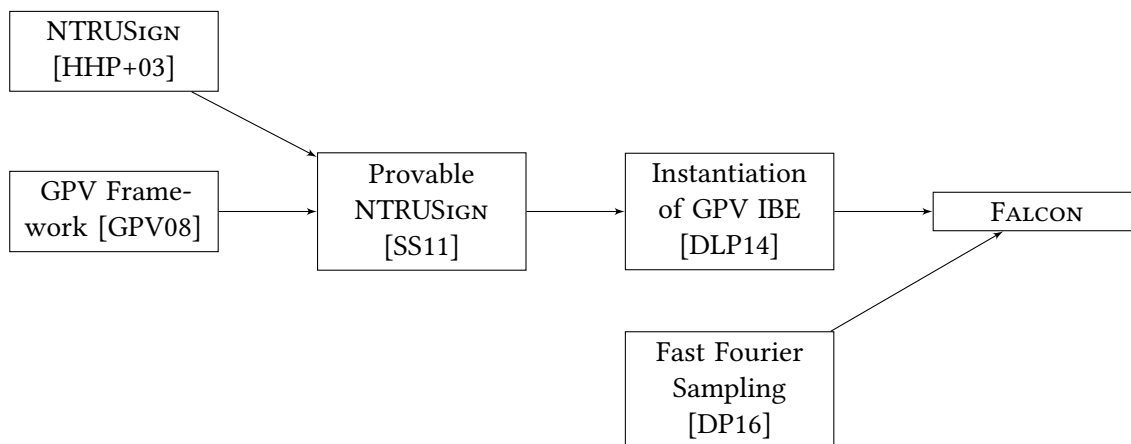 NTRUSIGN
[HHP+03]
GPV Frame-
work [GPV08]
Provable
NTRUSIGN
[SS11]
Instantiation
of GPV IBE
[DLP14]
FALCON
Fast Fourier
Sampling
[DP16]